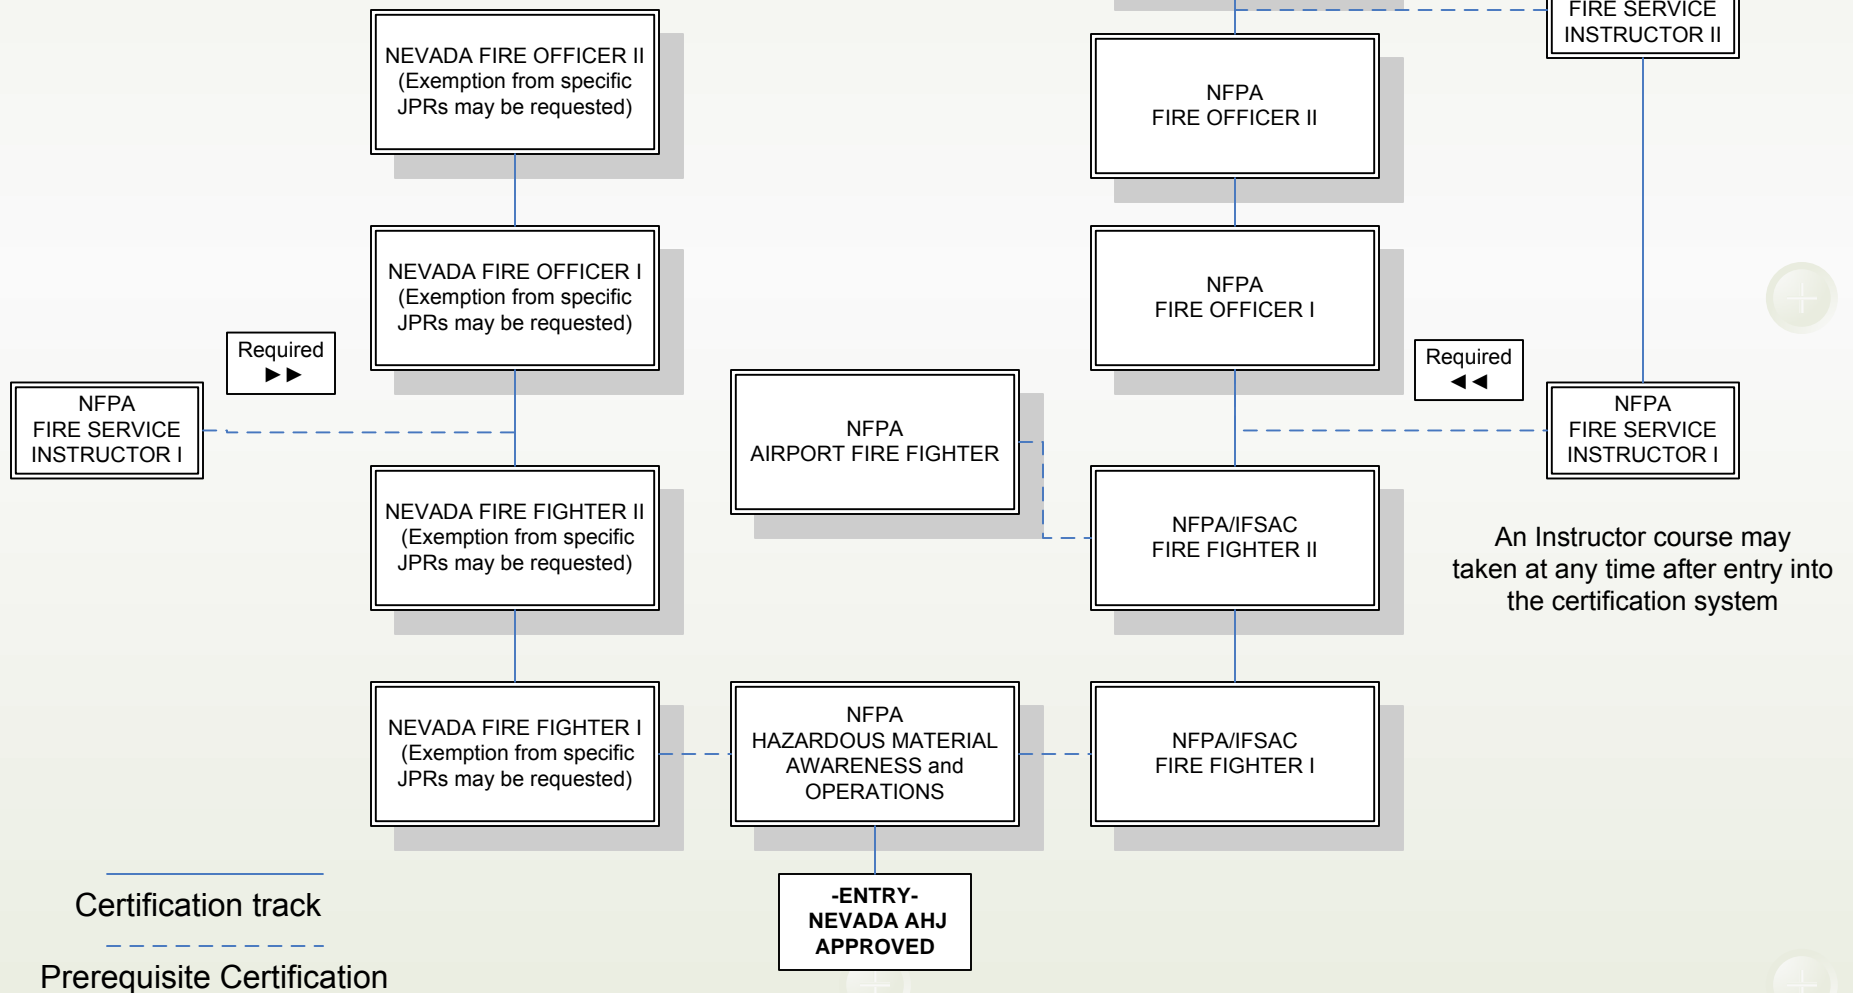 FIRE SERVICE
INSTRUCTOR II
NEVADA FIRE OFFICER II
(Exemption from specific
JPRs may be requested)
NFPA
FIRE OFFICER II
NEVADA FIRE OFFICER I
(Exemption from specific
JPRs may be requested)
NFPA
FIRE OFFICER I
Required
►►
Required
◄◄
NFPA
FIRE SERVICE
INSTRUCTOR I
NFPA
AIRPORT FIRE FIGHTER
NFPA
FIRE SERVICE
INSTRUCTOR I
NEVADA FIRE FIGHTER II
(Exemption from specific
JPRs may be requested)
NFPA/IFSAC
FIRE FIGHTER II
An Instructor course may
taken at any time after entry into
the certification system
NEVADA FIRE FIGHTER I
(Exemption from specific
JPRs may be requested)
NFPA
HAZARDOUS MATERIAL
AWARENESS and
OPERATIONS
NFPA/IFSAC
FIRE FIGHTER I
Certification track
-ENTRY-
NEVADA AHJ
APPROVED
Prerequisite Certification